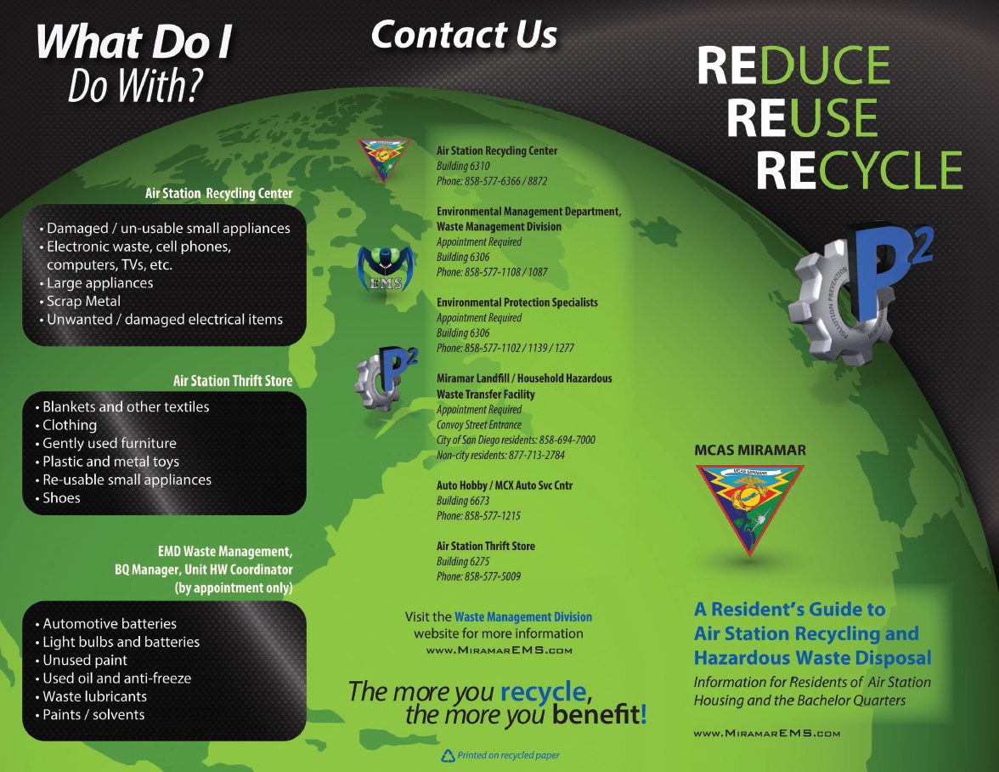 What Do I
Do With?
Air Station Recycling Center
• Damaged / un-usable small appliances
• Electronic waste, cell phones,
computers, TVs, etc.
• Large appliances
• Scrap Metal
• Unwanted / damaged electrical items
Air Station Thrift Store
• Blankets and other textiles
• Clothing
• Gently used furniture
• Plastic and metal toys
• Re-usable small appliances
• Shoes
EMD Waste Management,
BQ Manager, Unit HW Coordinator
(by appointment only)
• Automotive batteries
• Light bulbs and batteries
• Unused paint
• Used oil and anti-freeze
• Waste lubricants
• Paints / solvents
Contact Us
Air Station Recycling Center
Building 6310
Phone: 858-577-6366 / 8872
Environmental Management Department,
Waste Management Division
Appointment Required
Building 6306
Phone: 858-577-1108 / 1087
EMS
Environmental Protection Specialists
Appointment Required
Building 6306
Phone: 858-577-1102 / 1139 / 1277
P2
Miramar Landfill / Household Hazardous
Waste Transfer Facility
Appointment Required
Convoy Street Entrance
City of San Diego residents: 858-694-7000
Non-city residents: 877-713-2784
Auto Hobby / MCX Auto Svc Cntr
Building 6673
Phone: 858-577-1215
Air Station Thrift Store
Building 6275
Phone: 858-577-5009
Visit the Waste Management Division
website for more information
www.MiramarEMS.com
The more you recycle,
the more you benefit!
Printed on recycled paper
REDUCE
REUSE
RECYCLE
P2
POLLUTION PREVENTION
MCAS MIRAMAR
MCAS MIRAMAR
A Resident's Guide to
Air Station Recycling and
Hazardous Waste Disposal
Information for Residents of Air Station
Housing and the Bachelor Quarters
www.MiramarEMS.com